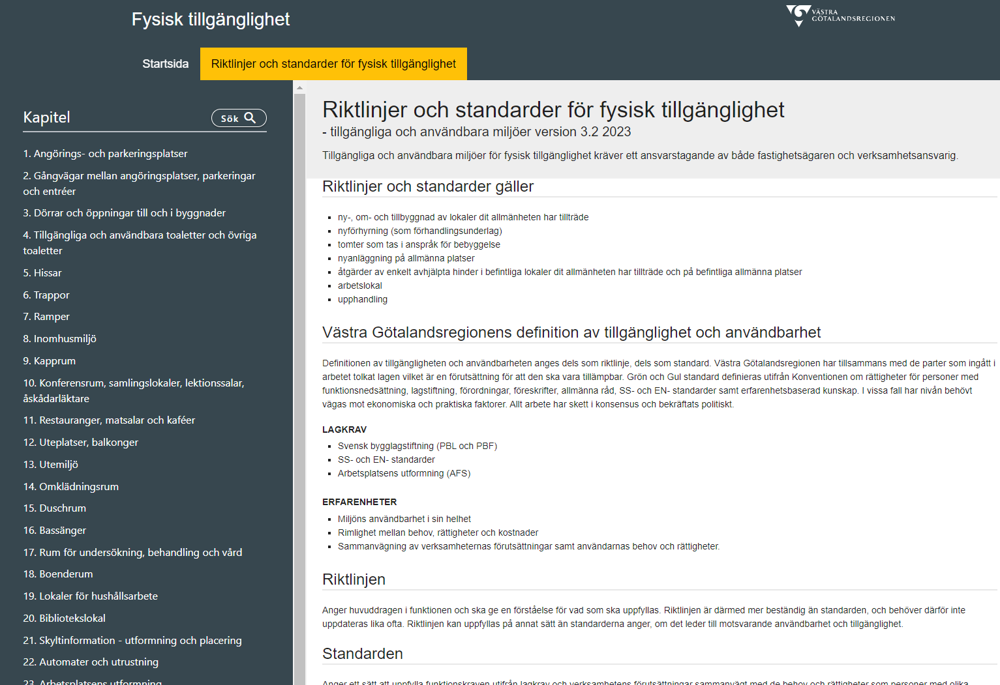 Fysisk tillgänglighet
VÄSTRA
GÖTALANDSREGIONEN
Startsida
Riktlinjer och standarder för fysisk tillgänglighet
Kapitel
Sök
1. Angörings- och parkeringsplatser
2. Gångvägar mellan angöringsplatser, parkeringar
och entréer
3. Dörrar och öppningar till och i byggnader
4. Tillgängliga och användbara toaletter och övriga
toaletter
5. Hissar
6. Trappor
7. Ramper
8. Inomhusmiljö
9. Kapprum
10. Konferensrum, samlingslokaler, lektionssalar,
åskådarläktare
11. Restauranger, matsalar och kaféer
12. Uteplatser, balkonger
13. Utemiljö
14. Omklädningsrum
15. Duschrum
16. Bassänger
17. Rum för undersökning, behandling och vård
18. Boenderum
19. Lokaler för hushållsarbete
20. Bibliotekslokal
21. Skyltinformation - utformning och placering
22. Automater och utrustning
23. Arbetsplatsens utformning
Riktlinjer och standarder för fysisk tillgänglighet
- tillgängliga och användbara miljöer version 3.2 2023
Tillgängliga och användbara miljöer för fysisk tillgänglighet kräver ett ansvarstagande av både fastighetsägaren och verksamhetsansvarig.
Riktlinjer och standarder gäller
▪ ny-, om- och tillbyggnad av lokaler dit allmänheten har tillträde
▪ nyförhyrning (som förhandlingsunderlag)
▪ tomter som tas i anspråk för bebyggelse
▪ nyanläggning på allmänna platser
▪ åtgärder av enkelt avhjälpta hinder i befintliga lokaler dit allmänheten har tillträde och på befintliga allmänna platser
▪ arbetslokal
▪ upphandling
Västra Götalandsregionens definition av tillgänglighet och användbarhet
Definitionen av tillgängligheten och användbarheten anges dels som riktlinje, dels som standard. Västra Götalandsregionen har tillsammans med de parter som ingått i
arbetet tolkat lagen vilket är en förutsättning för att den ska vara tillämpbar. Grön och Gul standard definieras utifrån Konventionen om rättigheter för personer med
funktionsnedsättning, lagstiftning, förordningar, föreskrifter, allmänna råd, SS- och EN- standarder samt erfarenhetsbaserad kunskap. I vissa fall har nivån behövt
vägas mot ekonomiska och praktiska faktorer. Allt arbete har skett i konsensus och bekräftats politiskt.
LAGKRAV
▪ Svensk bygglagstiftning (PBL och PBF)
▪ SS- och EN- standarder
▪ Arbetsplatsens utformning (AFS)
ERFARENHETER
▪ Miljöns användbarhet i sin helhet
▪ Rimlighet mellan behov, rättigheter och kostnader
▪ Sammanvägning av verksamheternas förutsättningar samt användarnas behov och rättigheter.
Riktlinjen
Anger huvuddragen i funktionen och ska ge en förståelse för vad som ska uppfyllas. Riktlinjen är därmed mer beständig än standarden, och behöver därför inte
uppdateras lika ofta. Riktlinjen kan uppfyllas på annat sätt än standarderna anger, om det leder till motsvarande användbarhet och tillgänglighet.
Standarden
Anger ett sätt att uppfylla funktionskraven utifrån lagkrav och verksamhetens förutsättningar sammanvägt med de behov och rättigheter som personer med olika